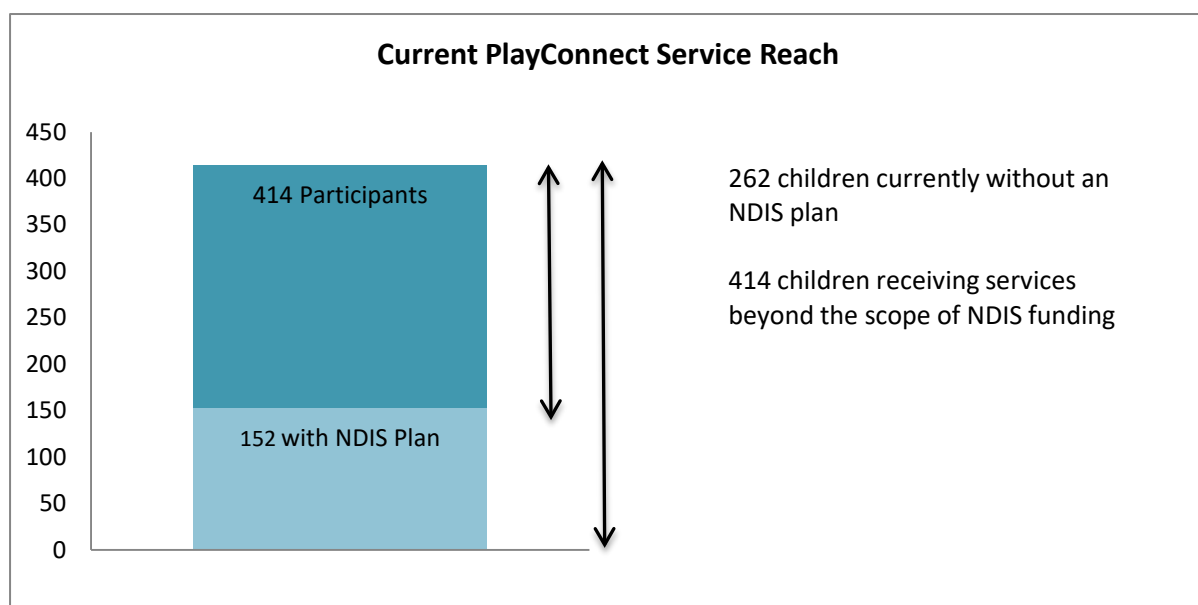 Current PlayConnect Service Reach
450
400
350
300
250
200
150
100
50
0
414 Participants
152 with NDIS Plan
262 children currently without an
NDIS plan
414 children receiving services
beyond the scope of NDIS funding